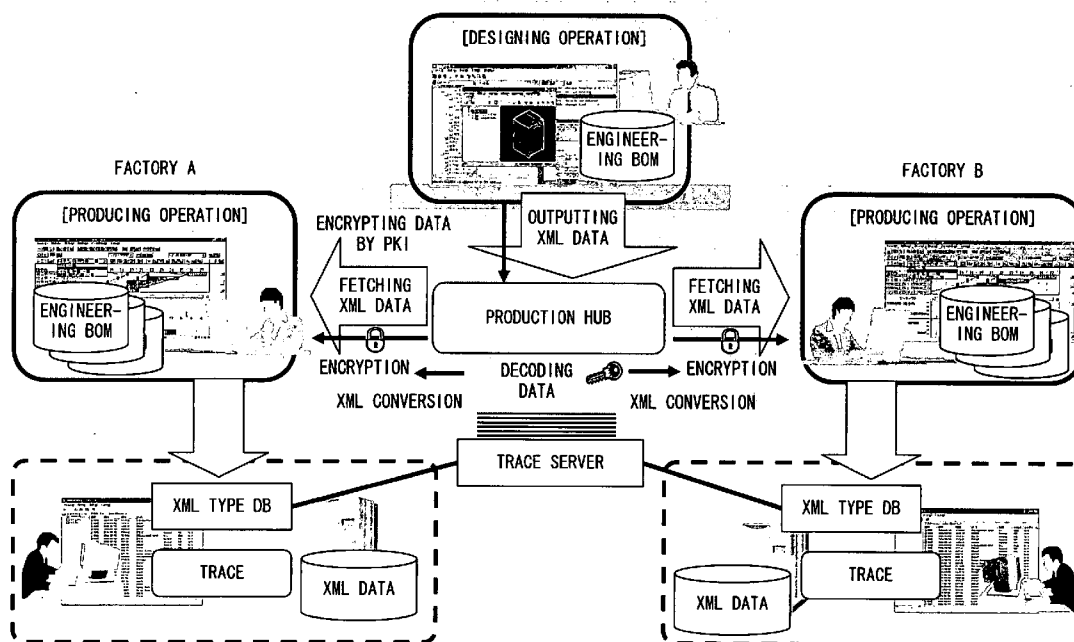 [DESIGNING OPERATION]
ENGINEER-
ING BOM
FACTORY A
FACTORY B
[PRODUCING OPERATION]
ENCRYPTING DATA
BY PKI
OUTPUTTING
XML DATA
[PRODUCING OPERATION]
ENGINEER-
ING BOM
FETCHING
XML DATA
PRODUCTION HUB
FETCHING
XML DATA
ENGINEER-
ING BOM
ENCRYPTION
DECODING
DATA
ENCRYPTION
XML CONVERSION
XML CONVERSION
TRACE SERVER
XML TYPE DB
XML TYPE DB
TRACE
XML DATA
TRACE
XML DATA